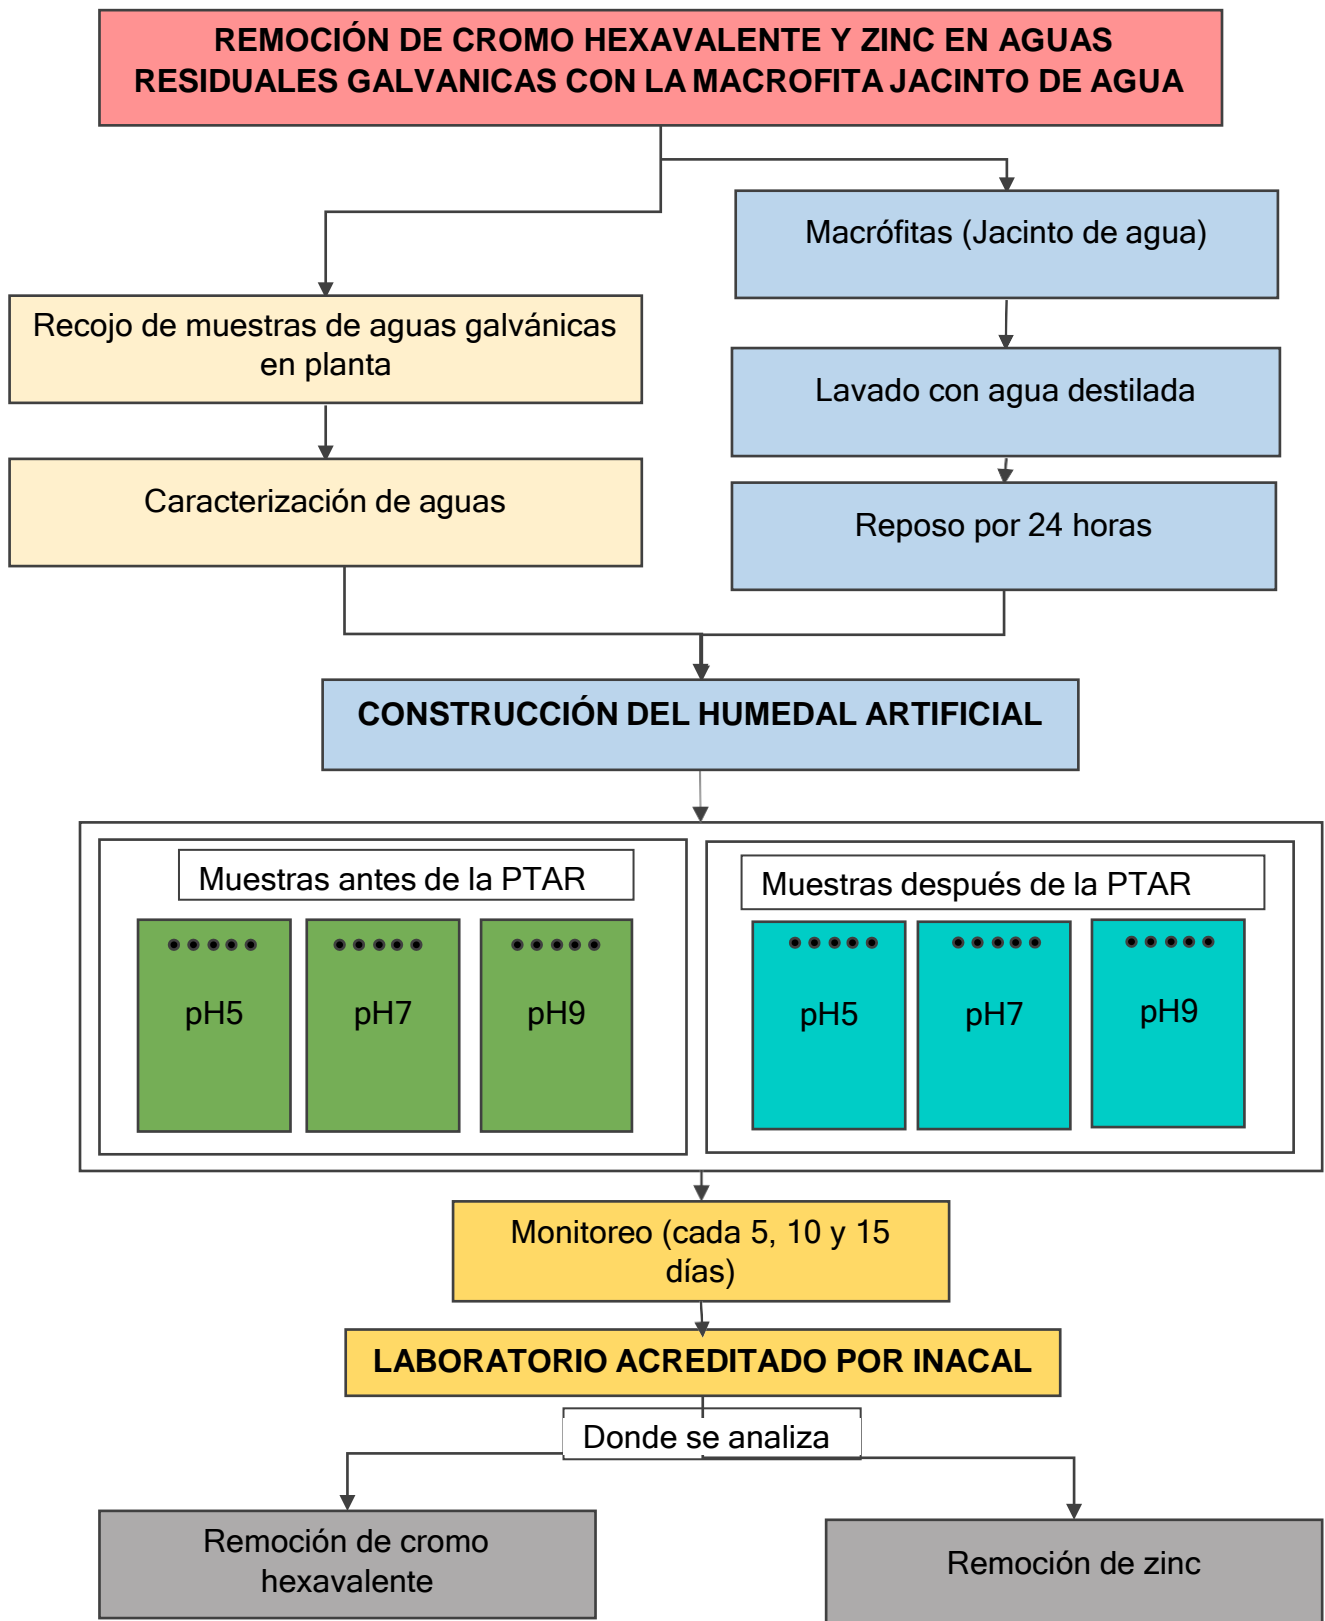 REMOCIÓN DE CROMO HEXAVALENTE Y ZINC EN AGUAS
RESIDUALES GALVANICAS CON LA MACROFITA JACINTO DE AGUA
Macrófitas (Jacinto de agua)
Recojo de muestras de aguas galvánicas
en planta
Lavado con agua destilada
Caracterización de aguas
Reposo por 24 horas
CONSTRUCCIÓN DEL HUMEDAL ARTIFICIAL
Muestras antes de la PTAR
pH5
pH7
pH9
Muestras después de la PTAR
pH5
pH7
pH9
Monitoreo (cada 5, 10 y 15
días)
LABORATORIO ACREDITADO POR INACAL
Donde se analiza
Remoción de cromo
hexavalente
Remoción de zinc